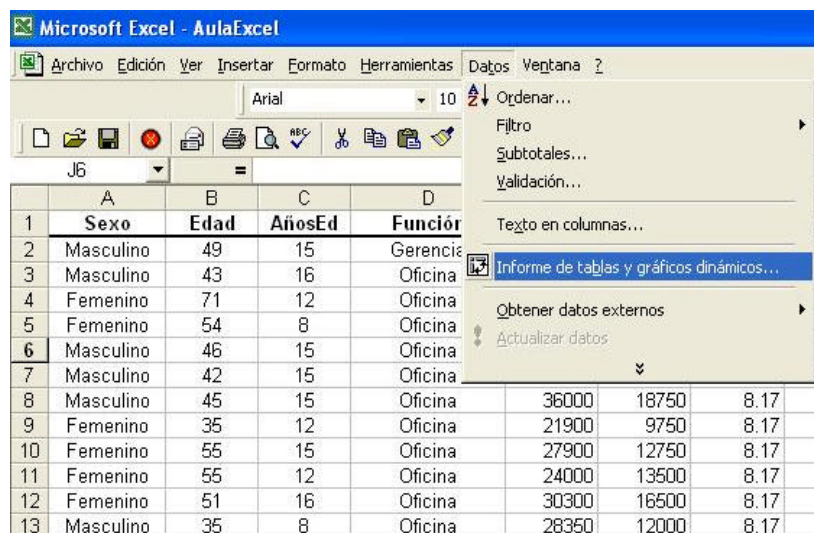 Microsoft Excel - AulaExcel
Archivo Edición Ver Insertar Formato Herramientas Datos Ventana ?
Arial 10
J6 =
Ordenar...
Filtro
Subtotales...
Validación...
Texto en columnas...
Informe de tablas y gráficos dinámicos...
Obtener datos externos
Actualizar datos
A B C D
1 Sexo Edad AñosEd Función
2 Masculino 49 15 Gerencia
3 Masculino 43 16 Oficina
4 Femenino 71 12 Oficina
5 Femenino 54 8 Oficina
6 Masculino 46 15 Oficina
7 Masculino 42 15 Oficina
8 Masculino 45 15 Oficina 36000 18750 8.17
9 Femenino 35 12 Oficina 21900 9750 8.17
10 Femenino 55 15 Oficina 27900 12750 8.17
11 Femenino 55 12 Oficina 24000 13500 8.17
12 Femenino 51 16 Oficina 30300 16500 8.17
13 Masculino 35 8 Oficina 28350 12000 8.17